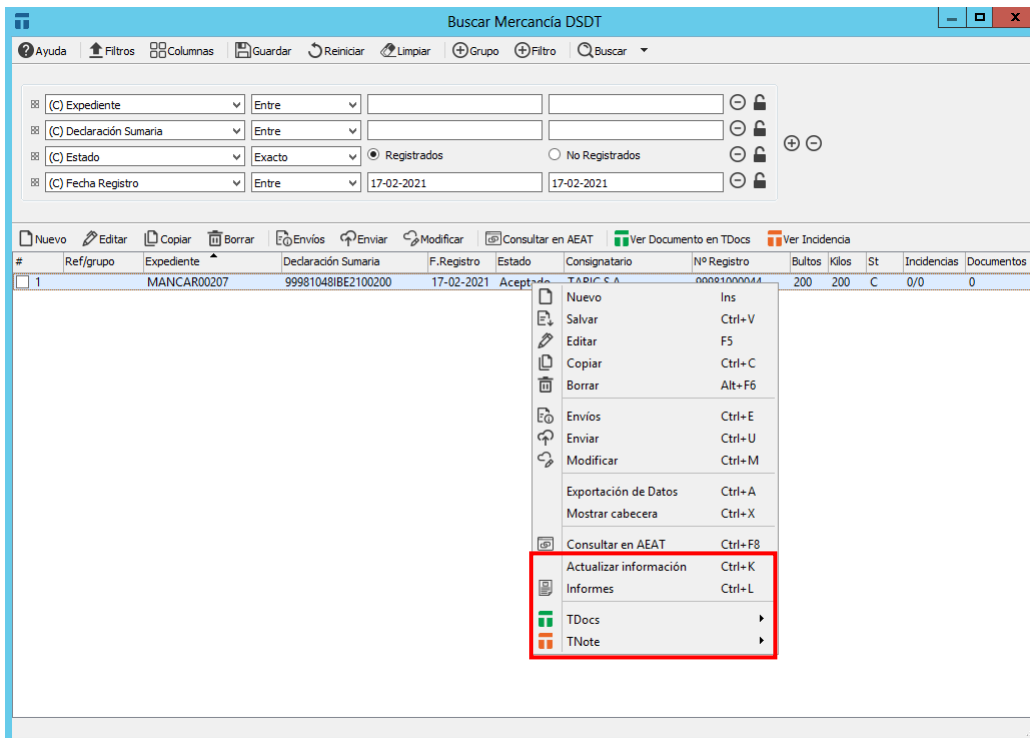 Buscar Mercancía DSDT
Ayuda Filtros Columnas Guardar Reiniciar Limpiar Grupo Filtro Buscar
(C) Expediente Entre
(C) Declaración Sumaria Entre
(C) Estado Exacto Registrados No Registrados
(C) Fecha Registro Entre 17-02-2021 17-02-2021
Nuevo Editar Copiar Borrar Envíos Enviar Modificar Consultar en AEAT Ver Documento en TDocs Ver Incidencia
# Ref/grupo Expediente Declaración Sumaria F.Registro Estado Consignatario Nº Registro Bultos Kilos St Incidencias Documentos
1 MANCAR00207 99981048IBE2100200 17-02-2021 Aceptado TARIC S.A. 99981000044 200 200 C 0/0 0
Nuevo Ins
Salvar Ctrl+V
Editar F5
Copiar Ctrl+C
Borrar Alt+F6
Envíos Ctrl+E
Enviar Ctrl+U
Modificar Ctrl+M
Exportación de Datos Ctrl+A
Mostrar cabecera Ctrl+X
Consultar en AEAT Ctrl+F8
Actualizar información Ctrl+K
Informes Ctrl+L
TDocs
TNote